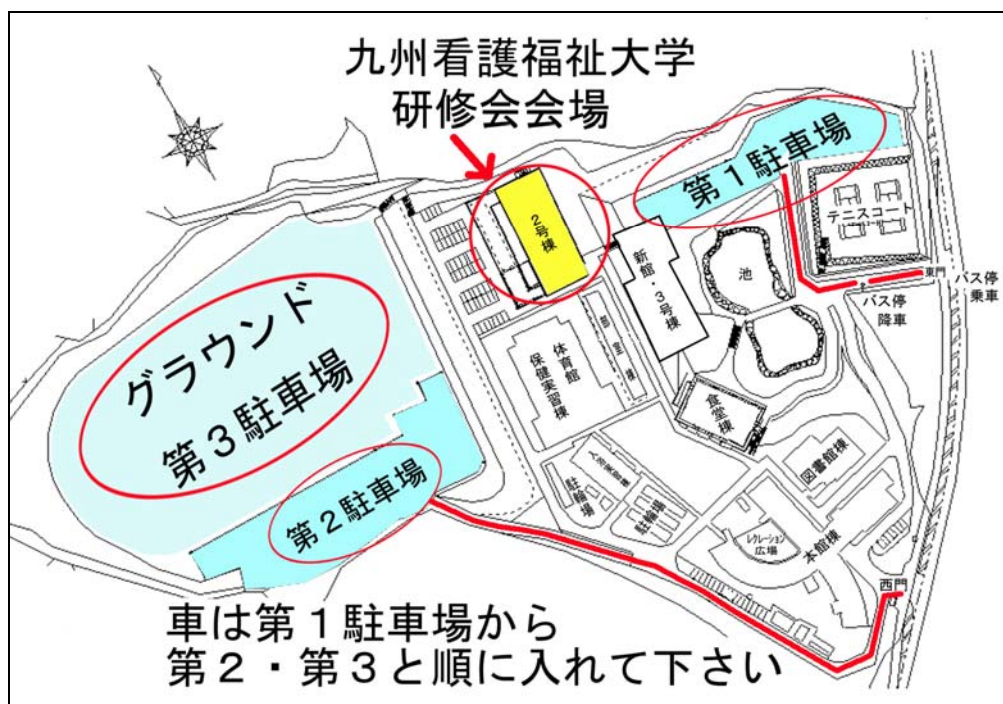 九州看護福祉大学
研修会会場
第１駐車場
2号棟
テニスコート
新館・3号棟
池
東門
バス停
乗車
バス停
降車
グラウンド
第３駐車場
部室棟
体育館
保健実習棟
食堂棟
第２駐車場
図書館棟
駐輪場
駐輪場
レクレーション
広場
本館棟
西門
車は第１駐車場から
第２・第３と順に入れて下さい